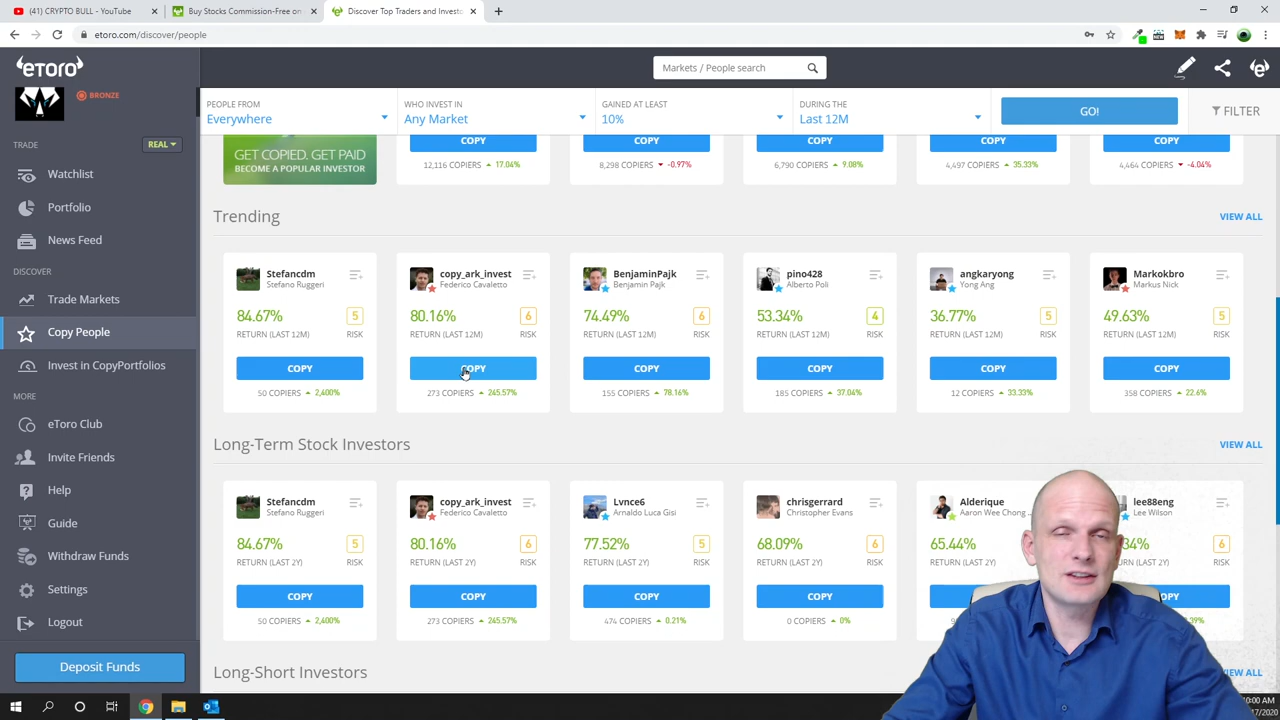 (41) CRYPTO BULL - YouTube
Buy Stocks Commission-Free on
Discover Top Traders and Investo
etoro.com/discover/people
eToro
BRONZE
Markets / People search
TRADE
REAL
Watchlist
Portfolio
News Feed
DISCOVER
Trade Markets
Copy People
Invest in CopyPortfolios
MORE
eToro Club
Invite Friends
Help
Guide
Withdraw Funds
Settings
Logout
Deposit Funds
PEOPLE FROM
Everywhere
WHO INVEST IN
Any Market
GAINED AT LEAST
10%
DURING THE
Last 12M
GO!
FILTER
GET COPIED. GET PAID
BECOME A POPULAR INVESTOR
COPY COPY COPY COPY COPY
12,116 COPIERS 17.04% 8,298 COPIERS -0.97% 6,790 COPIERS 9.08% 4,497 COPIERS 35.33% 4,464 COPIERS -4.04%
Trending VIEW ALL
Stefancdm copy_ark_invest BenjaminPajk pino428 angkaryong Markokbro
Stefano Ruggeri Federico Cavaletto Benjamin Pajk Alberto Poli Yong Ang Markus Nick
84.67% 5 80.16% 6 74.49% 6 53.34% 4 36.77% 5 49.63% 5
RETURN (LAST 12M) RISK RETURN (LAST 12M) RISK RETURN (LAST 12M) RISK RETURN (LAST 12M) RISK RETURN (LAST 12M) RISK RETURN (LAST 12M) RISK
COPY COPY COPY COPY COPY COPY
50 COPIERS 2,400% 273 COPIERS 245.57% 155 COPIERS 78.16% 185 COPIERS 37.04% 12 COPIERS 33.33% 358 COPIERS 22.6%
Long-Term Stock Investors VIEW ALL
Stefancdm copy_ark_invest Lvnce6 chrisgerrard Alderique lee88eng
Stefano Ruggeri Federico Cavaletto Arnaldo Luca Gisi Christopher Evans Aaron Wee Chong ... Lee Wilson
84.67% 5 80.16% 6 77.52% 5 68.09% 6 65.44% 34% 6
RETURN (LAST 2Y) RISK RETURN (LAST 2Y) RISK RETURN (LAST 2Y) RISK RETURN (LAST 2Y) RISK RETURN (LAST 2Y) RISK
COPY COPY COPY COPY
50 COPIERS 2,400% 273 COPIERS 245.57% 474 COPIERS 0.21% 0 COPIERS 0%
Long-Short Investors VIEW ALL